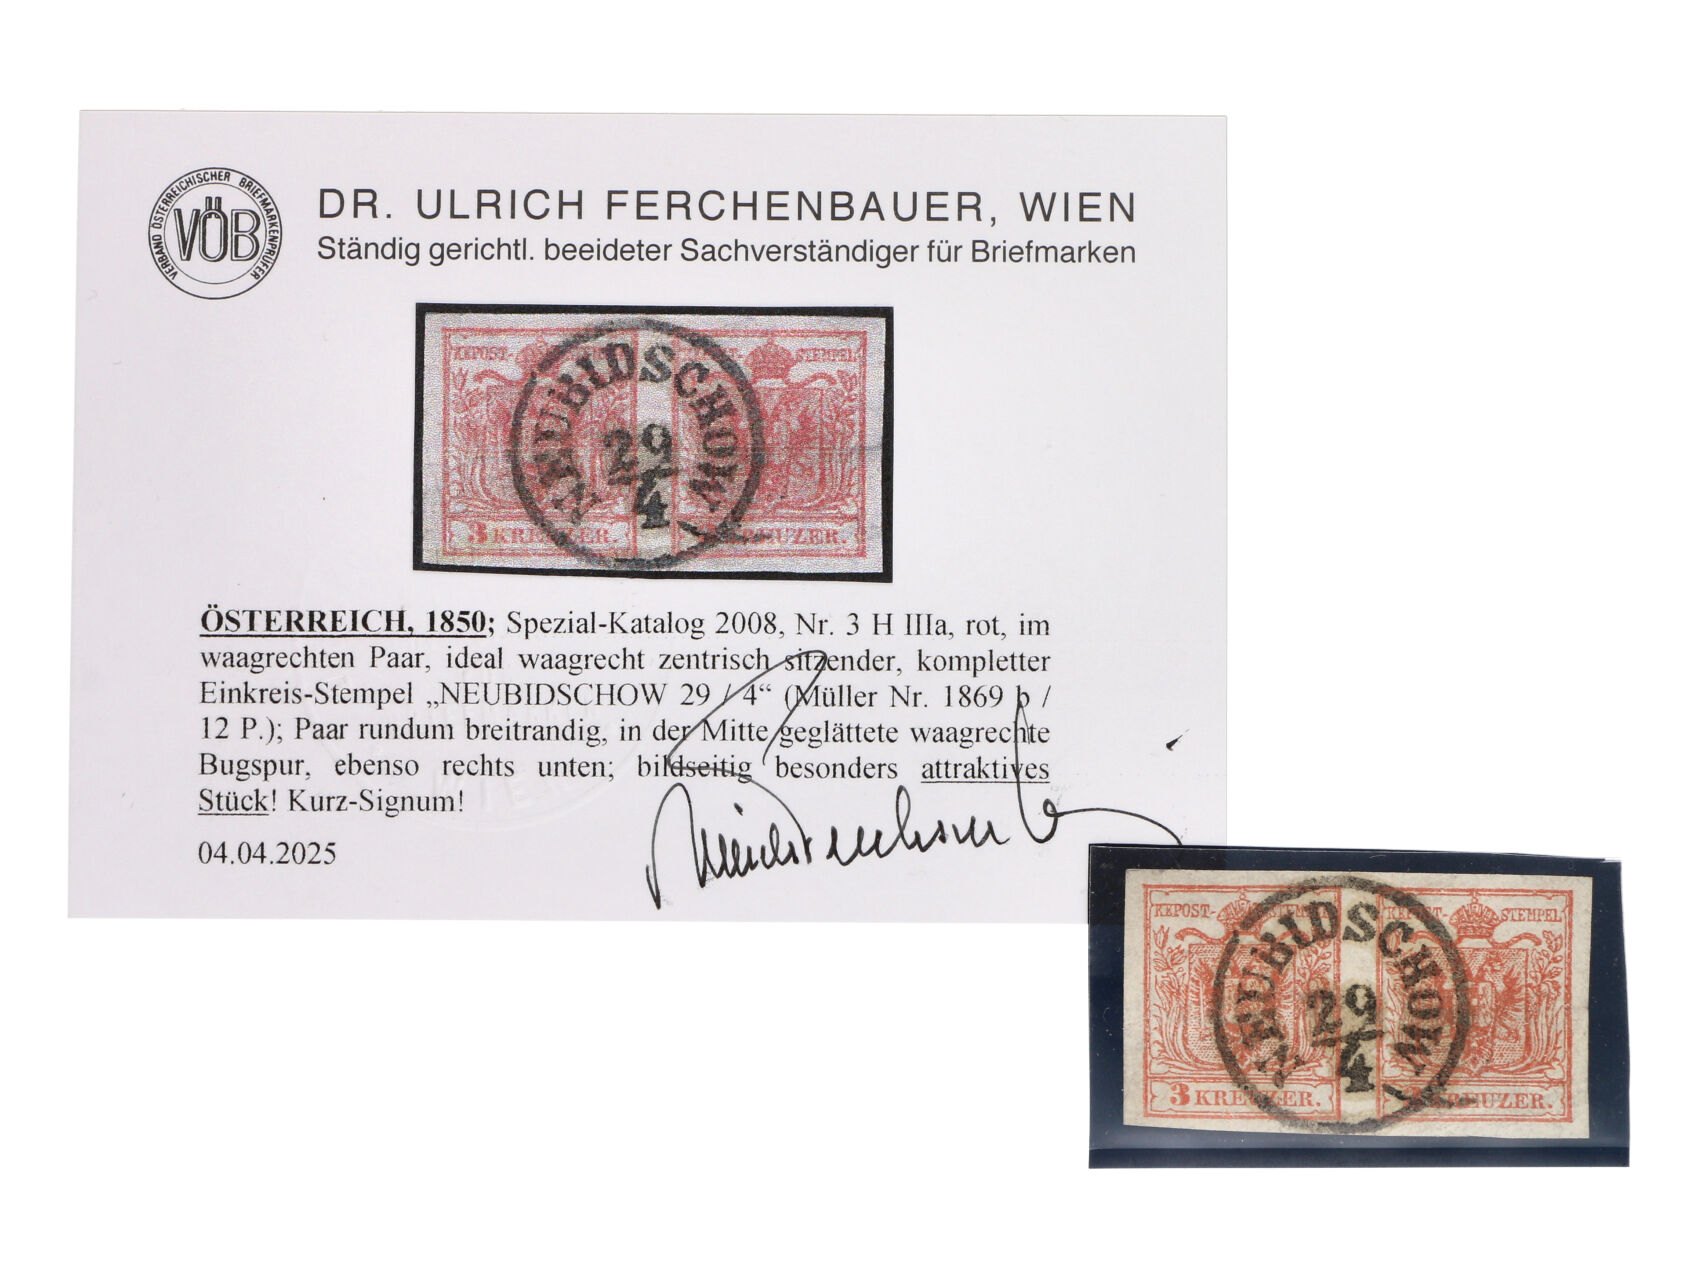 VERBAND ÖSTERREICHISCHER BRIEFMARKENPRÜFER
VÖB
DR. ULRICH FERCHENBAUER, WIEN
Ständig gerichtl. beeideter Sachverständiger für Briefmarken
KKPOST- STEMPEL
NEUBIDSCHOW
29
4
3 KREUZER. KREUZER.
ÖSTERREICH, 1850; Spezial-Katalog 2008, Nr. 3 H IIIa, rot, im
waagrechten Paar, ideal waagrecht zentrisch sitzender, kompletter
Einkreis-Stempel „NEUBIDSCHOW 29 / 4“ (Müller Nr. 1869 b /
12 P.); Paar rundum breitrandig, in der Mitte geglättete waagrechte
Bugspur, ebenso rechts unten; bildseitig besonders attraktives
Stück! Kurz-Signum!
WIEN
04.04.2025
KKPOST- STEMPEL KKPOST- STEMPEL
NEUBIDSCHOW
29
4
3 KREUZER. KREUZER.